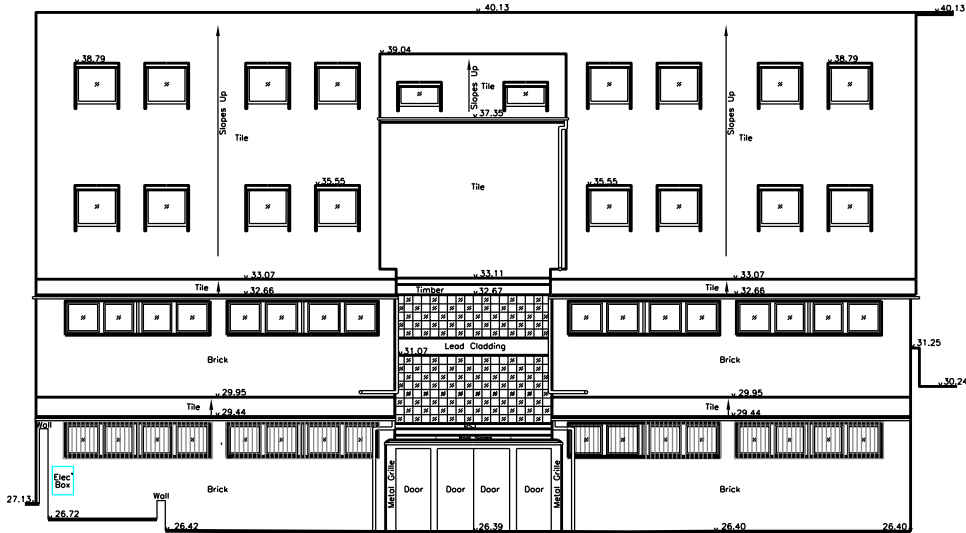 40.13
40.13
39.04
38.79
38.79
Slopes Up
Slopes Up
Slopes Up
Tile
37.35
Tile
Tile
35.55
35.55
Tile
33.07
33.11
33.07
Tile
Timber
Tile
32.66
32.67
32.66
Lead Cladding
31.07
31.25
Brick
Brick
30.24
29.95
29.95
Tile
Tile
29.44
29.44
Wall
Elec'
Box
Metal Grille
Door
Door
Door
Door
Metal Grille
Brick
Brick
27.13
Wall
26.72
26.42
26.39
26.40
26.40